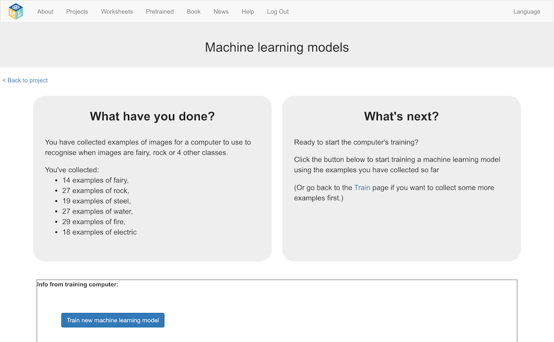 About Projects Worksheets Pretrained Book News Help Log Out Language
Machine learning models
< Back to project
What have you done?
You have collected examples of images for a computer to use to
recognise when images are fairy, rock or 4 other classes.
You've collected:
• 14 examples of fairy,
• 27 examples of rock,
• 19 examples of steel,
• 27 examples of water,
• 29 examples of fire,
• 18 examples of electric
What's next?
Ready to start the computer's training?
Click the button below to start training a machine learning model
using the examples you have collected so far
(Or go back to the Train page if you want to collect some more
examples first.)
Info from training computer:
Train new machine learning model